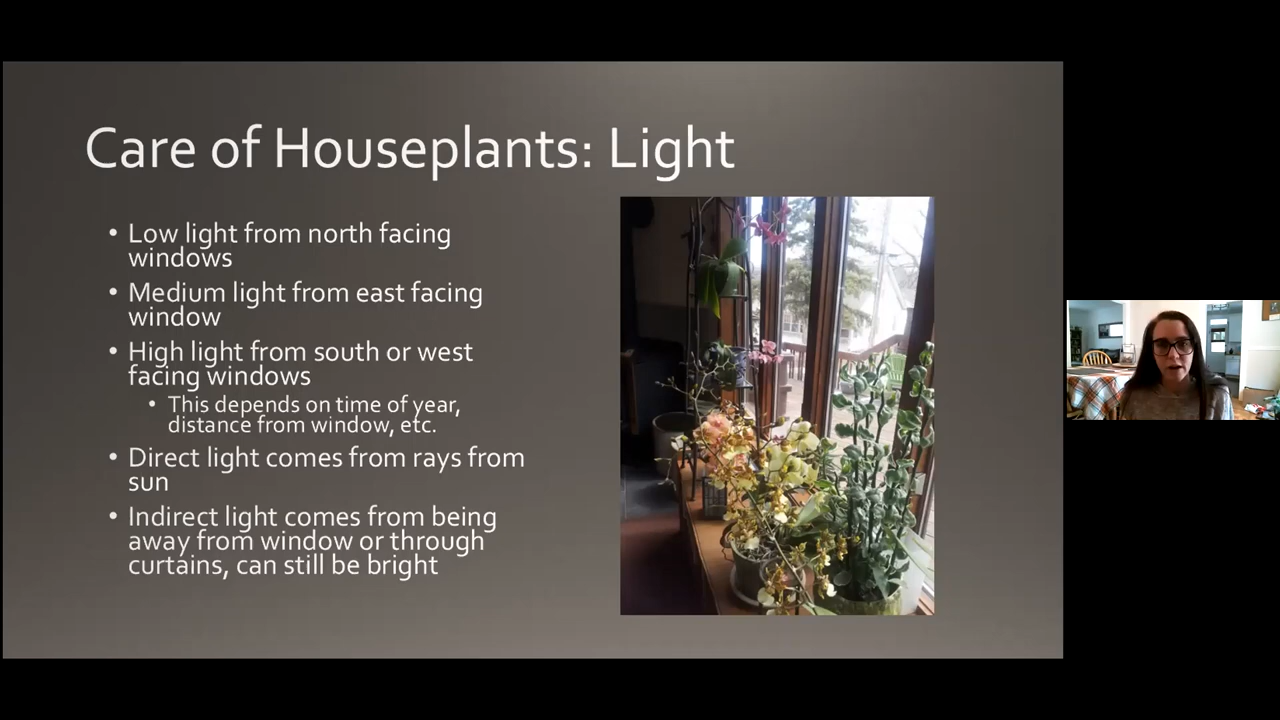 Care of Houseplants: Light
• Low light from north facing
windows
• Medium light from east facing
window
• High light from south or west
facing windows
• This depends on time of year,
distance from window, etc.
• Direct light comes from rays from
sun
• Indirect light comes from being
away from window or through
curtains, can still be bright